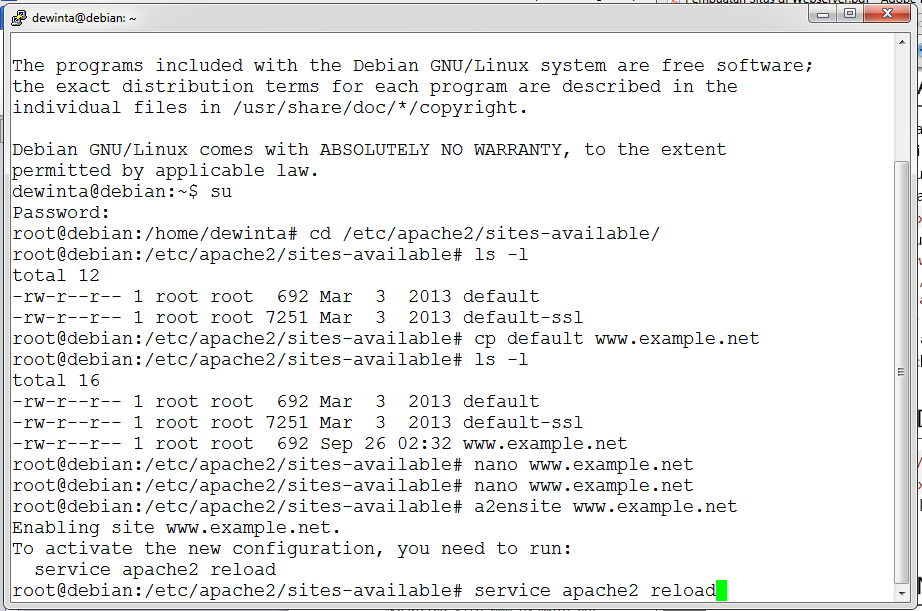 Pembuatan Situs di Webserver.pdf - Adobe
dewinta@debian: ~
The programs included with the Debian GNU/Linux system are free software;
the exact distribution terms for each program are described in the
individual files in /usr/share/doc/*/copyright.
Debian GNU/Linux comes with ABSOLUTELY NO WARRANTY, to the extent
permitted by applicable law.
dewinta@debian:~$ su
Password:
root@debian:/home/dewinta# cd /etc/apache2/sites-available/
root@debian:/etc/apache2/sites-available# ls -l
total 12
-rw-r--r-- 1 root root  692 Mar  3  2013 default
-rw-r--r-- 1 root root 7251 Mar  3  2013 default-ssl
root@debian:/etc/apache2/sites-available# cp default www.example.net
root@debian:/etc/apache2/sites-available# ls -l
total 16
-rw-r--r-- 1 root root  692 Mar  3  2013 default
-rw-r--r-- 1 root root 7251 Mar  3  2013 default-ssl
-rw-r--r-- 1 root root  692 Sep 26 02:32 www.example.net
root@debian:/etc/apache2/sites-available# nano www.example.net
root@debian:/etc/apache2/sites-available# nano www.example.net
root@debian:/etc/apache2/sites-available# a2ensite www.example.net
Enabling site www.example.net.
To activate the new configuration, you need to run:
  service apache2 reload
root@debian:/etc/apache2/sites-available# service apache2 reload